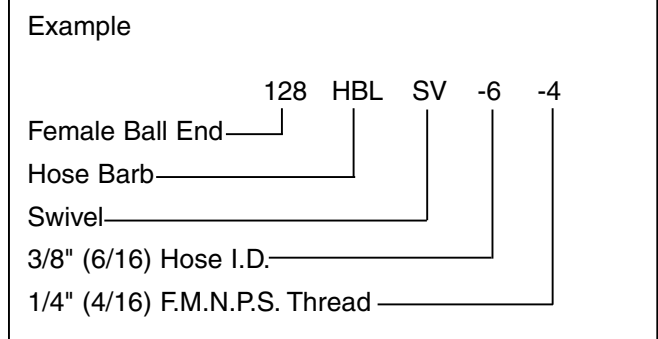 Example
128 HBL SV -6 -4
Female Ball End
Hose Barb
Swivel
3/8" (6/16) Hose I.D.
1/4" (4/16) F.M.N.P.S. Thread